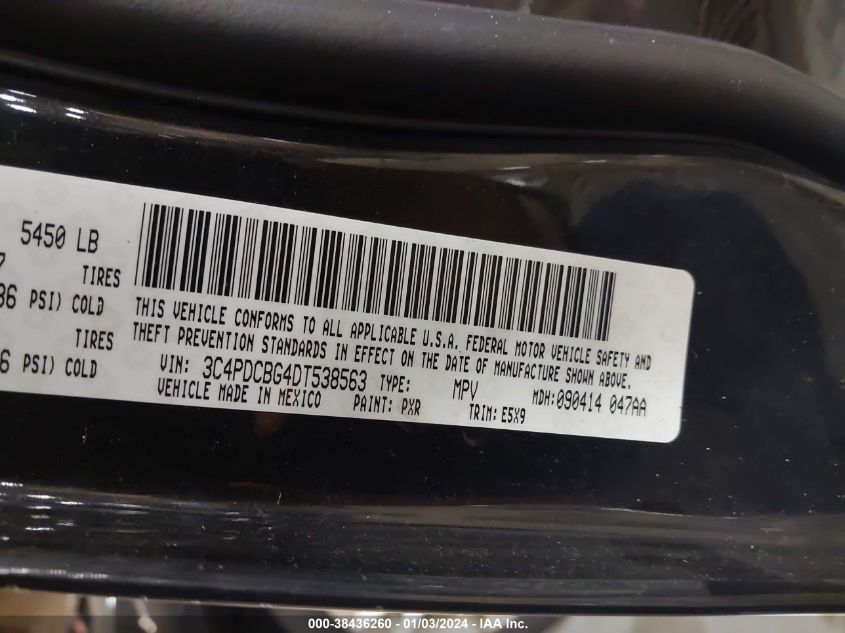 5450 LB
TIRES
36 PSI) COLD
TIRES
6 PSI) COLD
THIS VEHICLE CONFORMS TO ALL APPLICABLE U.S.A. FEDERAL MOTOR VEHICLE SAFETY AND
THEFT PREVENTION STANDARDS IN EFFECT ON THE DATE OF MANUFACTURE SHOWN ABOVE.
VIN: 3C4PDCBG4DT538563 TYPE: MPV MDH:090414 047AA
VEHICLE MADE IN MEXICO PAINT: PXR TRIM: E5X9
000-38436260 - 01/03/2024 - IAA Inc.